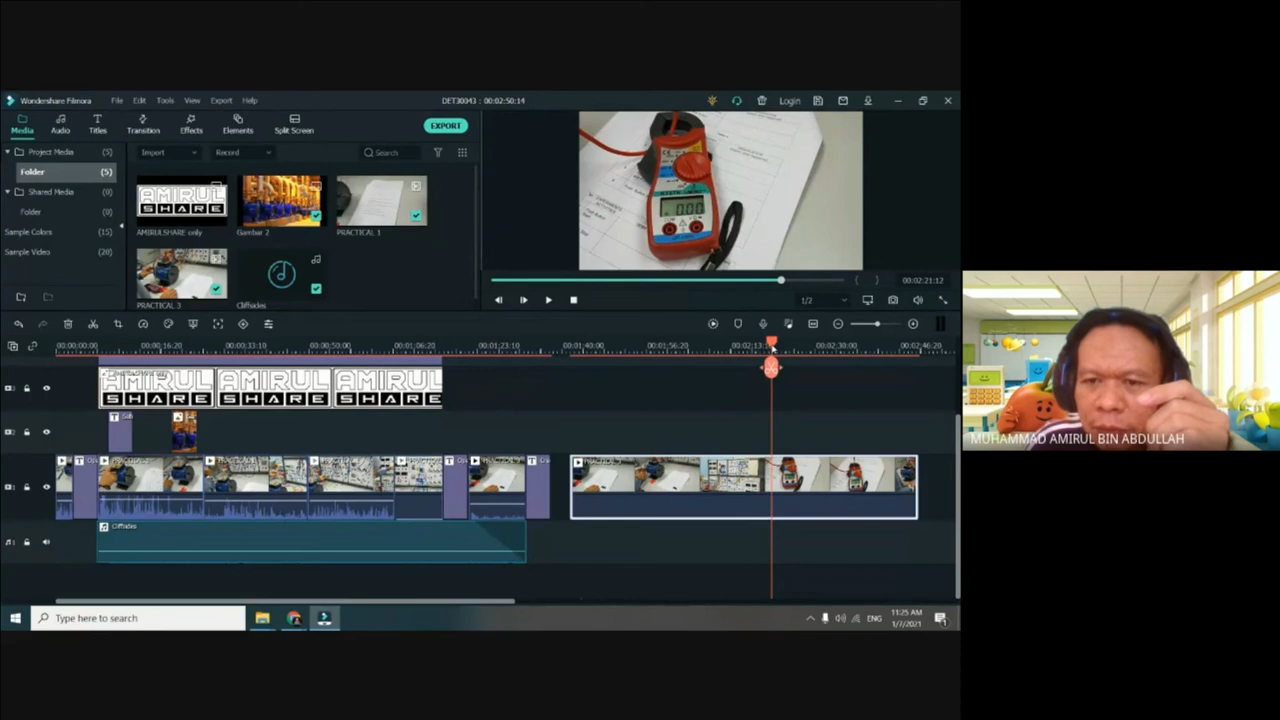 Wondershare Filmora File Edit Tools View Export Help DET30043 : 00:02:50:14 Login
Media Audio Titles Transition Effects Elements Split Screen EXPORT
Project Media (5) Import Record Search
Folder (5)
Shared Media (0)
Folder (0)
Sample Colors (15)
Sample Video (20)
AMIRUL
SHARE
AMIRULSHARE only Gambar 2 PRACTICAL 1
PRACTICAL 3 Cliffsides
0.00
00:02:21:12
1/2
00:00:00:00 00:00:16:20 00:00:33:10 00:00:50:00 00:01:06:20 00:01:23:10 00:01:40:00 00:01:56:20 00:02:30:00 00:02:46:20
AMIRUL AMIRUL AMIRUL
SHARE SHARE SHARE
Cliffsides
MUHAMMAD AMIRUL BIN ABDULLAH
Type here to search
ENG
11:25 AM
1/7/2021